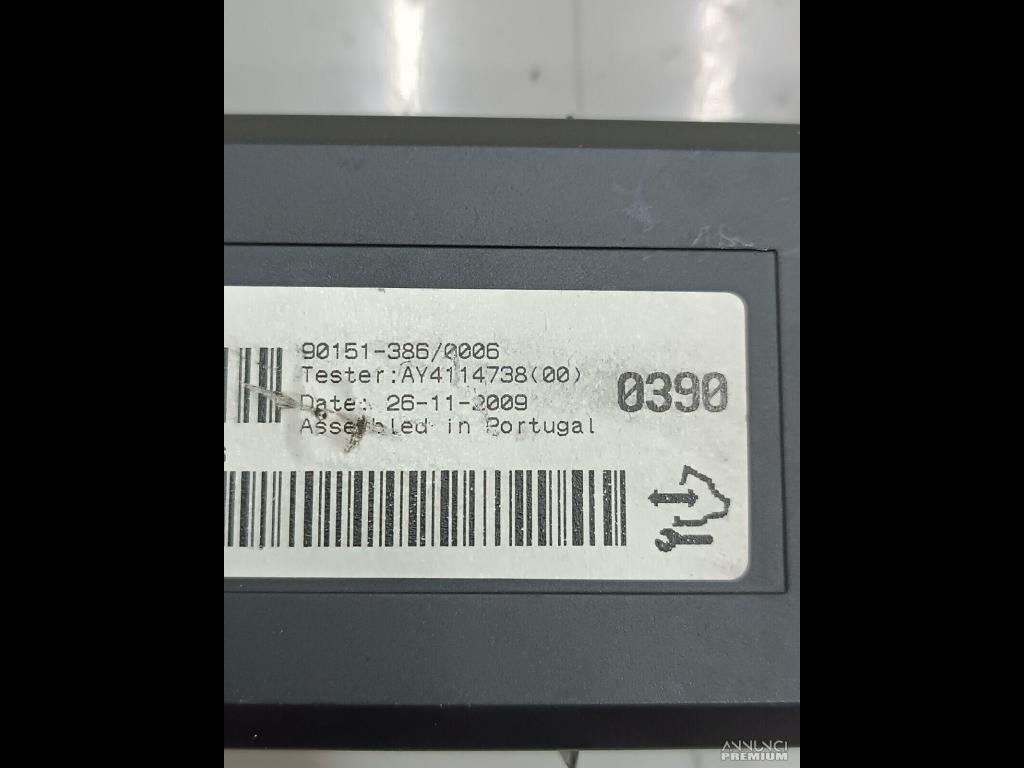 90151-386/0006
Tester:AY4114738(00)
Date: 26-11-2009
Assembled in Portugal
0390
ANNUNCI
PREMIUM